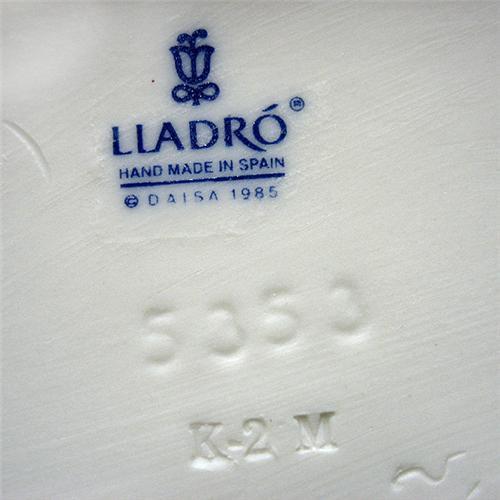 LLADRÓ®
HAND MADE IN SPAIN
© DAISA 1985
5353
K-2 M